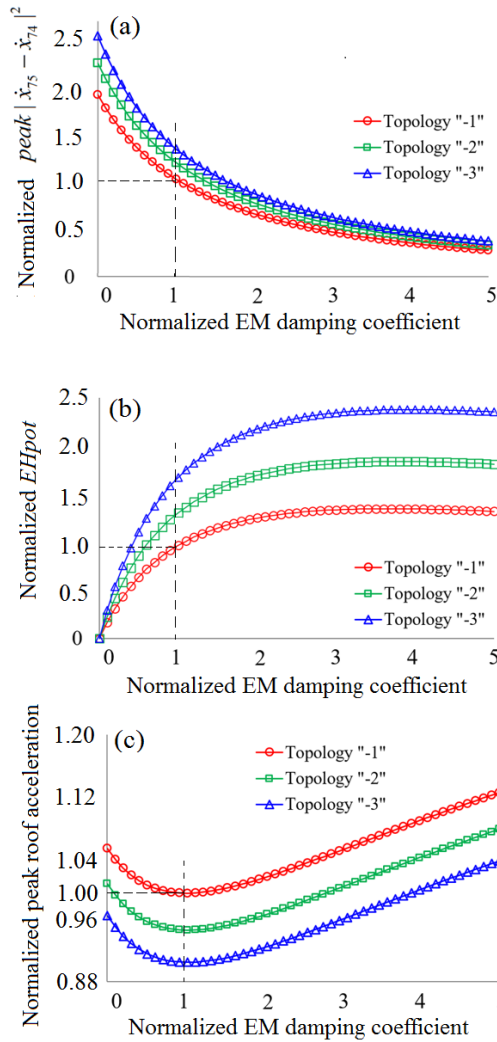 (a)
Normalized peak | ẋ75 − ẋ74 |²
2.5
2.0
1.5
1.0
0.5
0
Topology "-1"
Topology "-2"
Topology "-3"
0 1 2 3 4 5
Normalized EM damping coefficient
(b)
Normalized EHpot
2.5
2.0
1.5
1.0
0.5
0
Topology "-1"
Topology "-2"
Topology "-3"
0 1 2 3 4 5
Normalized EM damping coefficient
(c)
Normalized peak roof acceleration
1.20
1.12
1.04
1.00
0.96
0.88
Topology "-1"
Topology "-2"
Topology "-3"
0 1 2 3 4 5
Normalized EM damping coefficient